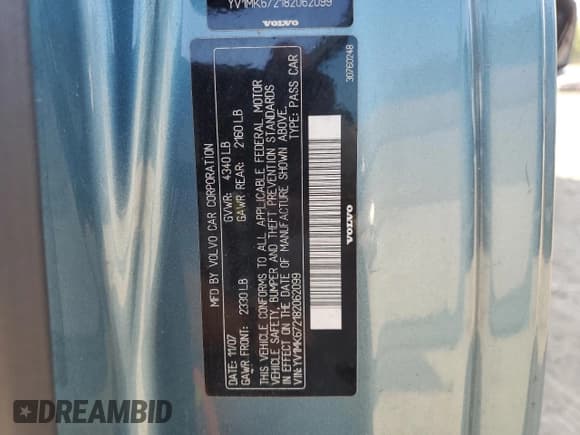 YV1MK672182062099
VOLVO
MFD BY VOLVO CAR CORPORATION
DATE: 11/07 GVWR: 4340 LB
GAWR FRONT: 2330 LB GAWR REAR: 2160 LB
THIS VEHICLE CONFORMS TO ALL APPLICABLE FEDERAL MOTOR
VEHICLE SAFETY, BUMPER AND THEFT PREVENTION STANDARDS
IN EFFECT ON THE DATE OF MANUFACTURE SHOWN ABOVE.
VIN: YV1MK672182062099 TYPE: PASS CAR
VOLVO
30760248
DREAMBID